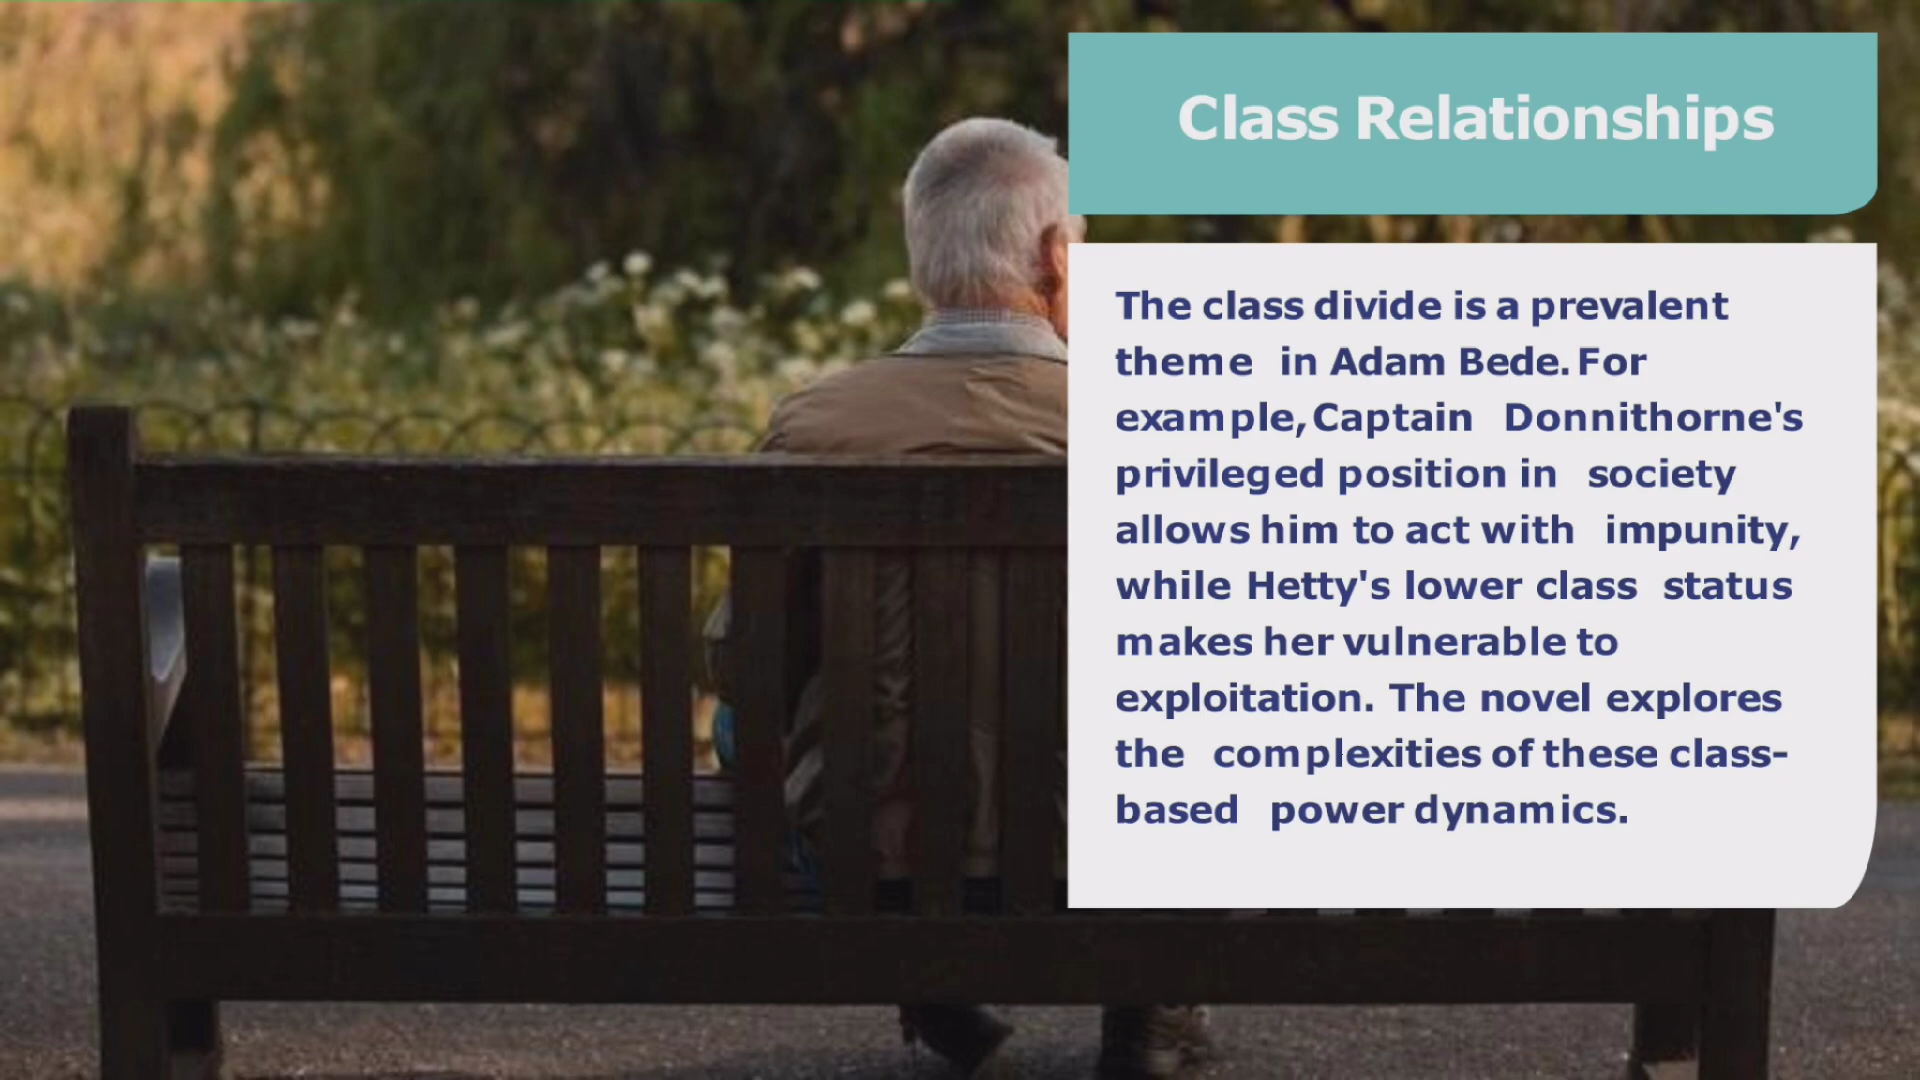 Class Relationships
The class divide is a prevalent
theme in Adam Bede. For
example, Captain Donnithorne's
privileged position in society
allows him to act with impunity,
while Hetty's lower class status
makes her vulnerable to
exploitation. The novel explores
the complexities of these class-
based power dynamics.